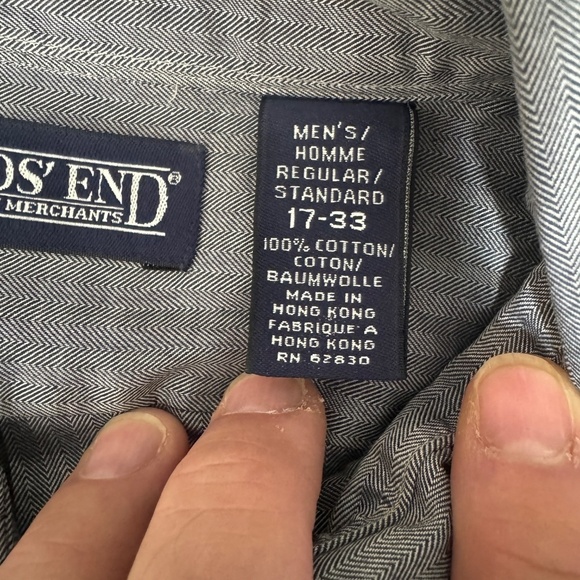 DS' END®
MERCHANTS
MEN'S/
HOMME
REGULAR/
STANDARD
17-33
100% COTTON/
COTON/
BAUMWOLLE
MADE IN
HONG KONG
FABRIQUE A
HONG KONG
RN 62830